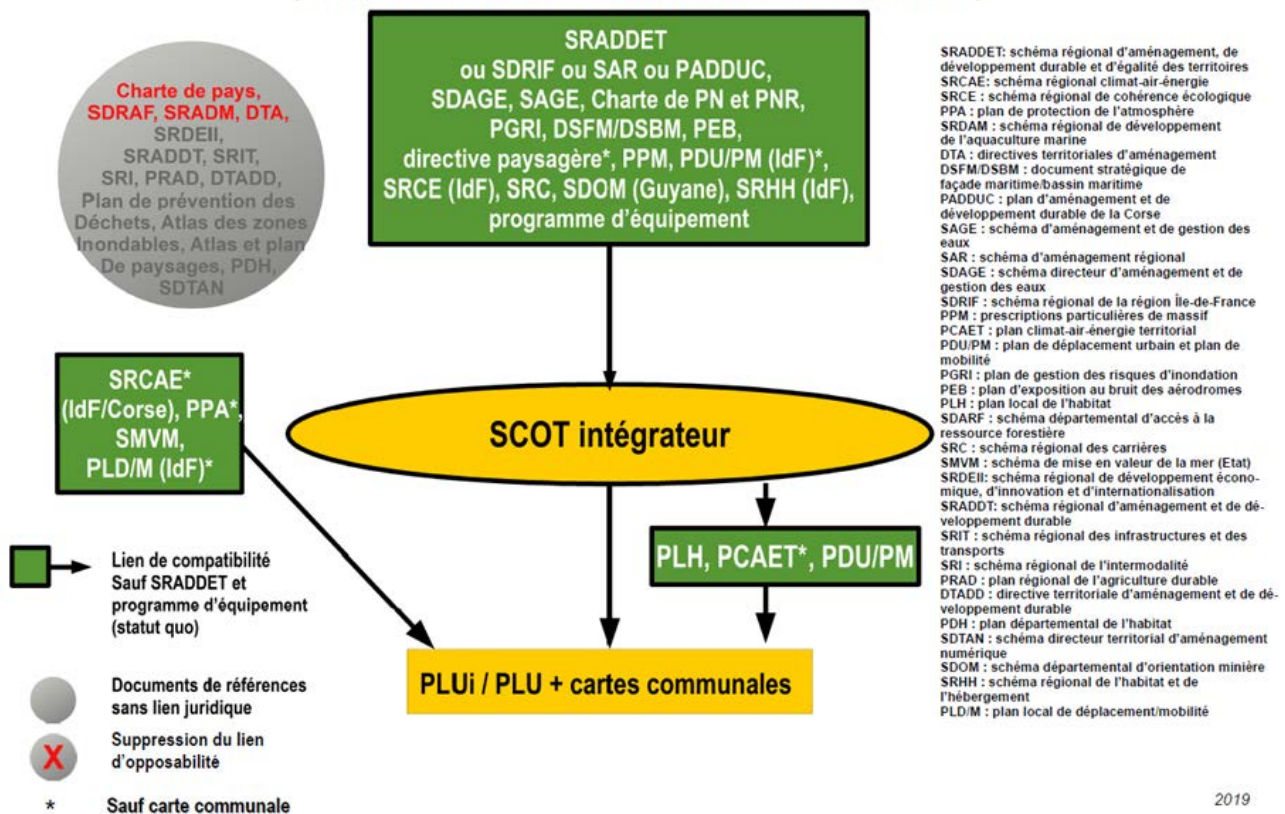 Charte de pays,
SDRAF, SRADM, DTA,
SRDEII,
SRADDT, SRIT,
SRI, PRAD, DTADD,
Plan de prévention des
Déchets, Atlas des zones
Inondables, Atlas et plan
De paysages, PDH,
SDTAN
SRADDET
ou SDRIF ou SAR ou PADDUC,
SDAGE, SAGE, Charte de PN et PNR,
PGRI, DSFM/DSBM, PEB,
directive paysagère*, PPM, PDU/PM (IdF)*,
SRCE (IdF), SRC, SDOM (Guyane), SRHH (IdF),
programme d'équipement
SRCAE*
(IdF/Corse), PPA*,
SMVM,
PLD/M (IdF)*
SCOT intégrateur
PLH, PCAET*, PDU/PM
PLUi / PLU + cartes communales
Lien de compatibilité
Sauf SRADDET et
programme d'équipement
(statut quo)
Documents de références
sans lien juridique
X
Suppression du lien
d'opposabilité
* Sauf carte communale
SRADDET: schéma régional d'aménagement, de
développement durable et d'égalité des territoires
SRCAE: schéma régional climat-air-énergie
SRCE : schéma régional de cohérence écologique
PPA : plan de protection de l'atmosphère
SRDAM : schéma régional de développement
de l'aquaculture marine
DTA : directives territoriales d'aménagement
DSFM/DSBM : document stratégique de
façade maritime/bassin maritime
PADDUC : plan d'aménagement et de
développement durable de la Corse
SAGE : schéma d'aménagement et de gestion des
eaux
SAR : schéma d'aménagement régional
SDAGE : schéma directeur d'aménagement et de
gestion des eaux
SDRIF : schéma régional de la région Île-de-France
PPM : prescriptions particulières de massif
PCAET : plan climat-air-énergie territorial
PDU/PM : plan de déplacement urbain et plan de
mobilité
PGRI : plan de gestion des risques d'inondation
PEB : plan d'exposition au bruit des aérodromes
PLH : plan local de l'habitat
SDARF : schéma départemental d'accès à la
ressource forestière
SRC : schéma régional des carrières
SMVM : schéma de mise en valeur de la mer (Etat)
SRDEII: schéma régional de développement écono-
mique, d'innovation et d'internationalisation
SRADDT: schéma régional d'aménagement et de dé-
veloppement durable
SRIT : schéma régional des infrastructures et des
transports
SRI : schéma régional de l'intermodalité
PRAD : plan régional de l'agriculture durable
DTADD : directive territoriale d'aménagement et de dé-
veloppement durable
PDH : plan départemental de l'habitat
SDTAN : schéma directeur territorial d'aménagement
numérique
SDOM : schéma départemental d'orientation minière
SRHH : schéma régional de l'habitat et de
l'hébergement
PLD/M : plan local de déplacement/mobilité
2019